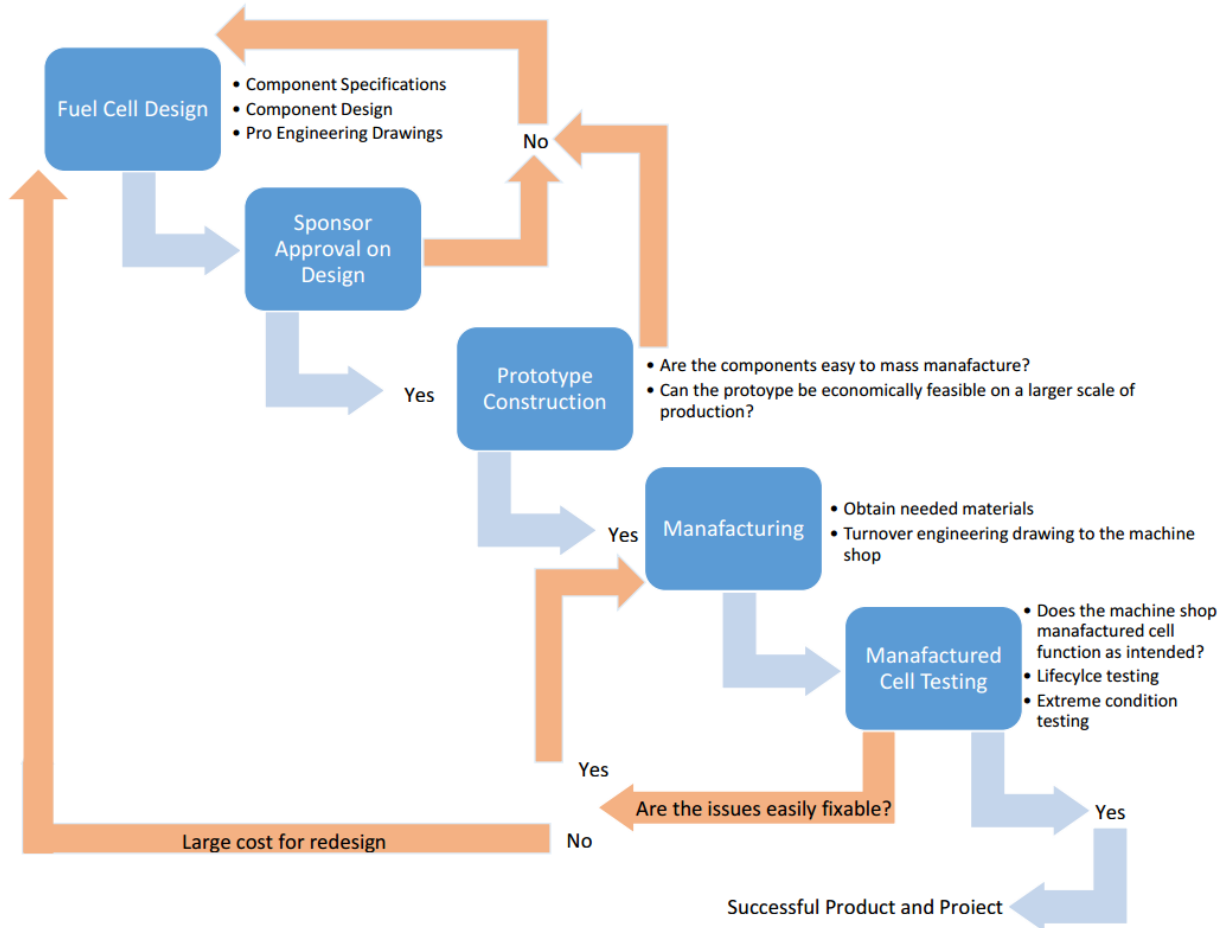 Fuel Cell Design
• Component Specifications
• Component Design
• Pro Engineering Drawings
No
Sponsor
Approval on
Design
Yes
Prototype
Construction
• Are the components easy to mass manafacture?
• Can the protoype be economically feasible on a larger scale of
production?
Yes
Manafacturing
• Obtain needed materials
• Turnover engineering drawing to the machine
shop
Manafactured
Cell Testing
• Does the machine shop
manafactured cell
function as intended?
• Lifecylce testing
• Extreme condition
testing
Yes
Are the issues easily fixable?
No
Large cost for redesign
Yes
Successful Product and Project